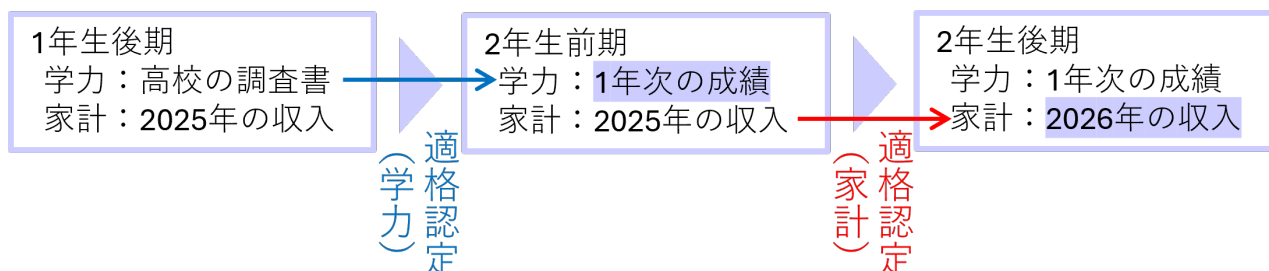 1年生後期
学力：高校の調査書
家計：2025年の収入
適格認定
（学力）
2年生前期
学力：1年次の成績
家計：2025年の収入
適格認定
（家計）
2年生後期
学力：1年次の成績
家計：2026年の収入